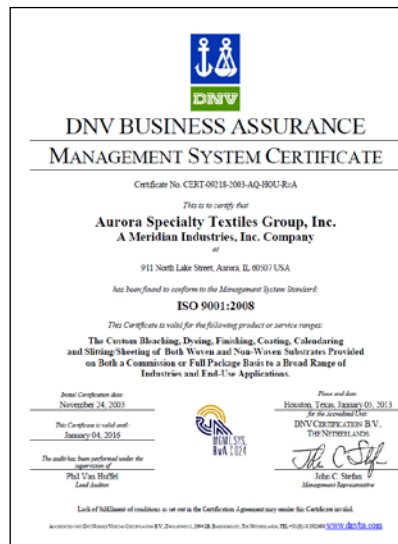 DNV
DNV BUSINESS ASSURANCE
MANAGEMENT SYSTEM CERTIFICATE
Certificate No. CERT-09218-2003-AQ-HOU-RvA
This is to certify that
Aurora Specialty Textiles Group, Inc.
A Meridian Industries, Inc. Company
at
911 North Lake Street, Aurora, IL 60507 USA
has been found to conform to the Management System Standard:
ISO 9001:2008
This Certificate is valid for the following product or service ranges:
The Custom Bleaching, Dyeing, Finishing, Coating, Calendaring
and Slitting/Sheeting of Both Woven and Non-Woven Substrates Provided
on Both a Commission or Full Package Basis to a Broad Range of
Industries and End-Use Applications.
Initial Certification date:
November 24, 2003
This Certificate is valid until:
January 04, 2016
The audit has been performed under the
supervision of
Phil Van Huffel
Lead Auditor
MGMT. SYS.
RvA C 024
Place and date:
Houston, Texas, January 05, 2013
for the Accredited Unit:
DNV CERTIFICATION B.V.,
THE NETHERLANDS
John C. Stefan
Management Representative
Lack of fulfillment of conditions as set out in the Certification Agreement may render this Certificate invalid.
www.dnvba.com